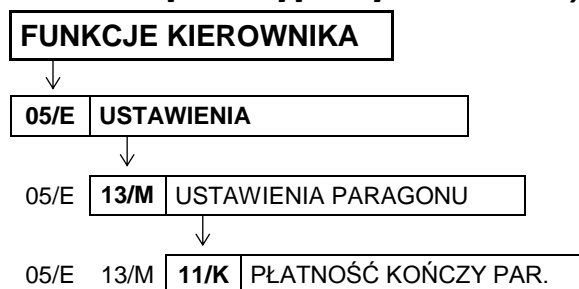 FUNKCJE KIEROWNIKA
05/E USTAWIENIA
05/E 13/M USTAWIENIA PARAGONU
05/E 13/M 11/K PŁATNOŚĆ KOŃCZY PAR.